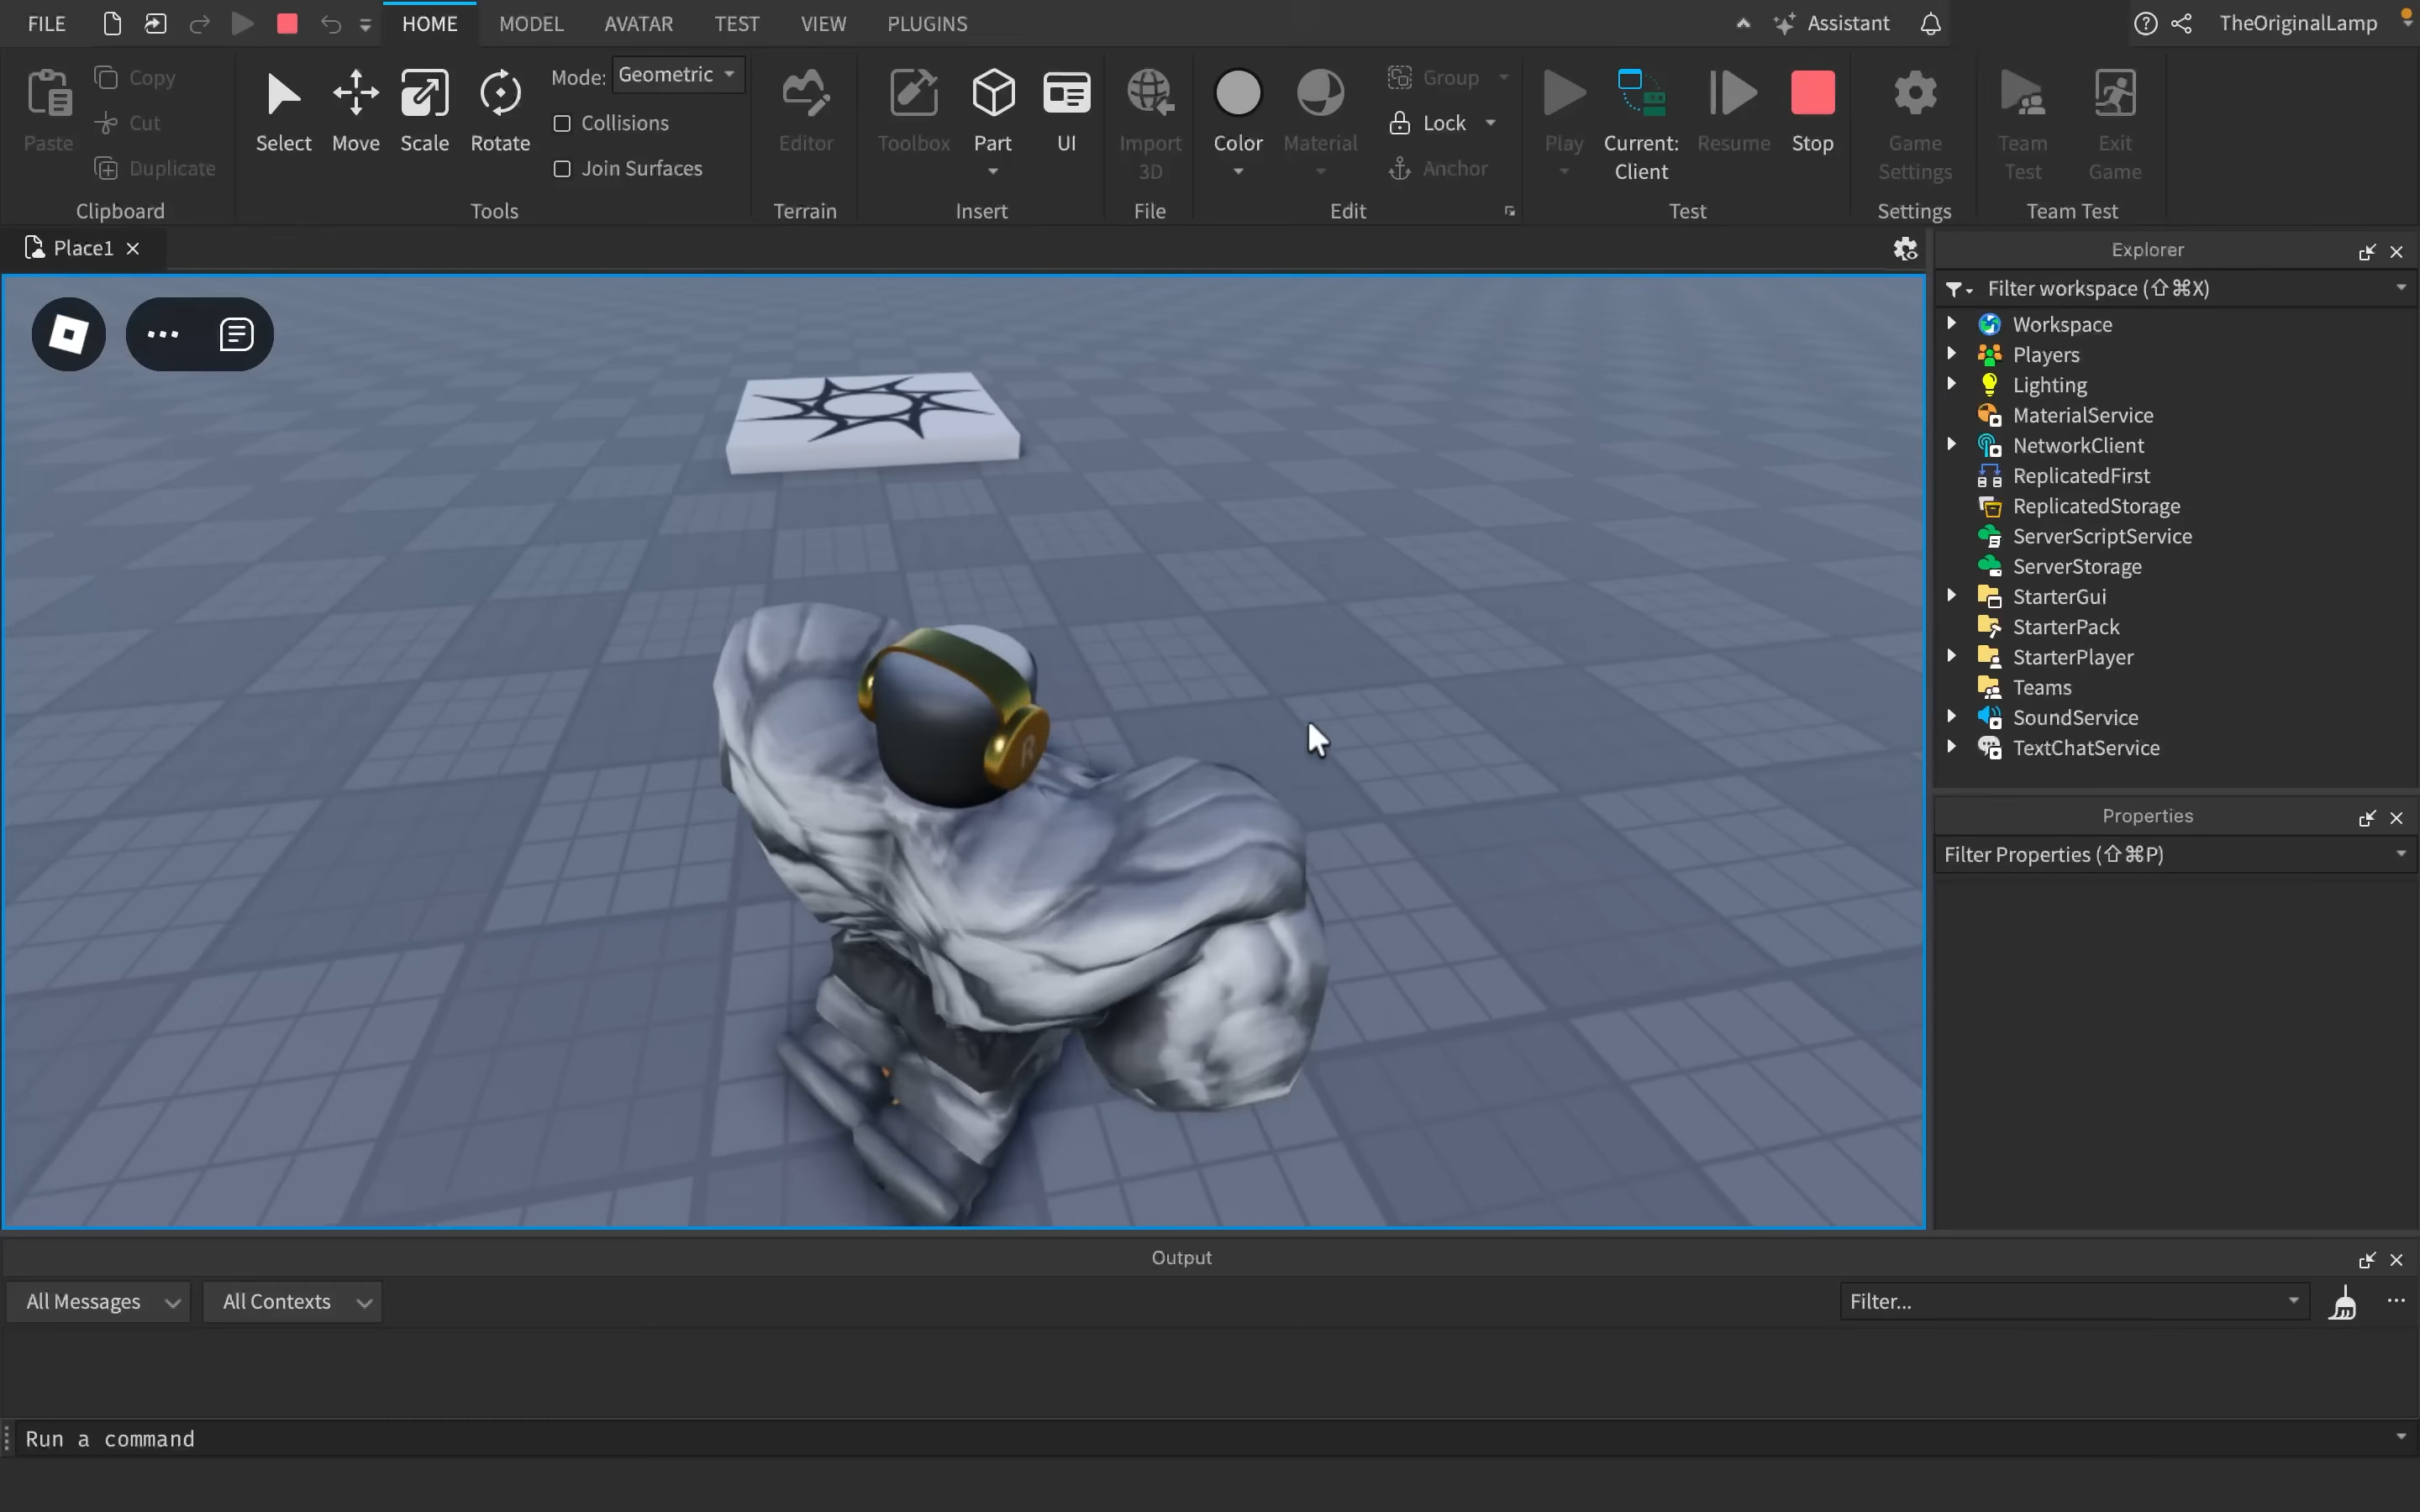 FILE HOME MODEL AVATAR TEST VIEW PLUGINS Assistant TheOriginalLamp
Paste Copy Cut Duplicate
Clipboard
Select Move Scale Rotate
Mode: Geometric
Collisions
Join Surfaces
Tools
Editor
Terrain
Toolbox Part UI
Insert
Import
3D
File
Color Material
Group
Lock
Anchor
Edit
Play Current:
Client Resume Stop
Test
Game
Settings
Settings
Team
Test Exit
Game
Team Test
Place1
Explorer
Filter workspace (⇧⌘X)
Workspace
Players
Lighting
MaterialService
NetworkClient
ReplicatedFirst
ReplicatedStorage
ServerScriptService
ServerStorage
StarterGui
StarterPack
StarterPlayer
Teams
SoundService
TextChatService
Properties
Filter Properties (⇧⌘P)
R
Output
All Messages All Contexts Filter...
Run a command